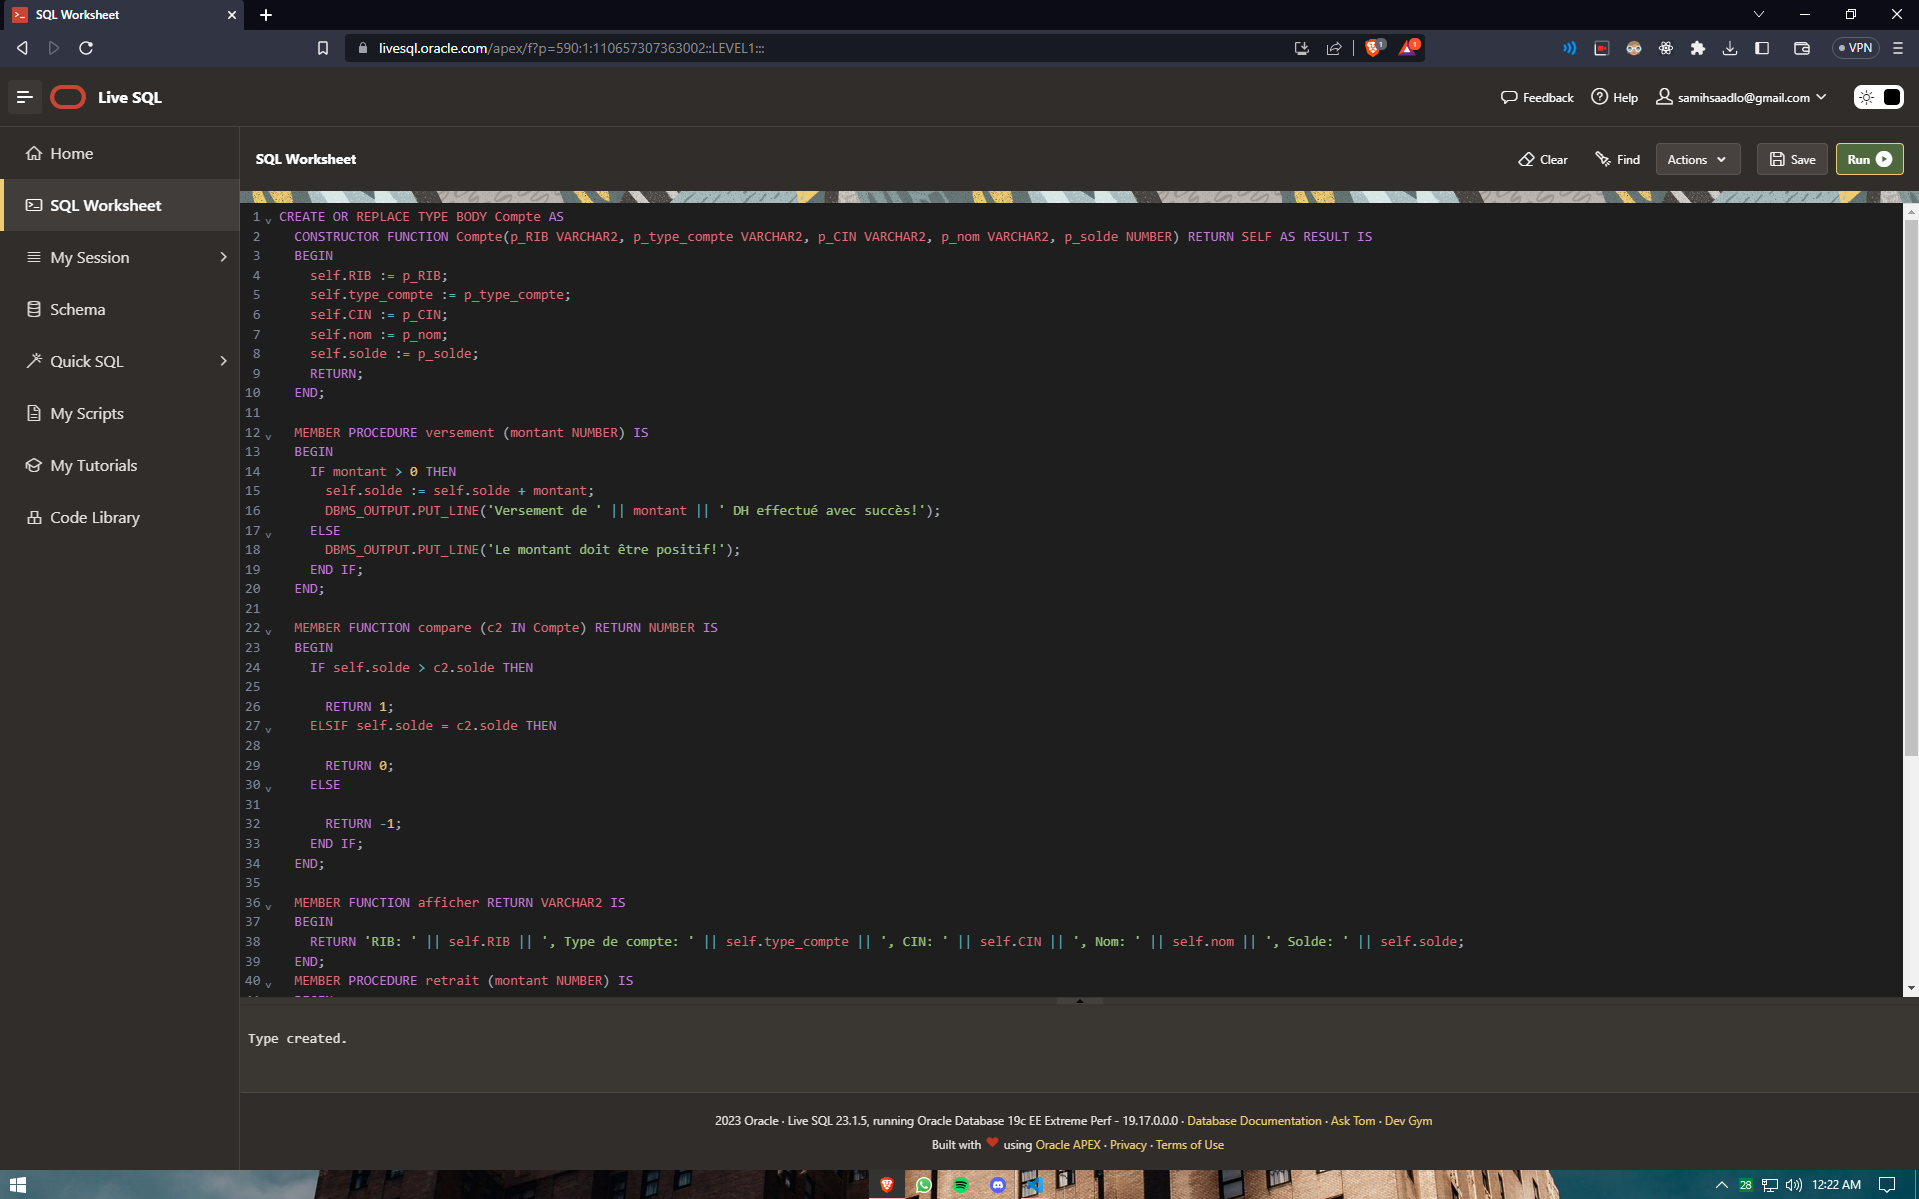 SQL Worksheet
livesql.oracle.com/apex/f?p=590:1:110657307363002::LEVEL1:::
1
1
VPN
Live SQL
Feedback
Help
samihsaadlo@gmail.com
Home
SQL Worksheet
My Session
Schema
Quick SQL
My Scripts
My Tutorials
Code Library
SQL Worksheet
Clear
Find
Actions
Save
Run
1 CREATE OR REPLACE TYPE BODY Compte AS
2 CONSTRUCTOR FUNCTION Compte(p_RIB VARCHAR2, p_type_compte VARCHAR2, p_CIN VARCHAR2, p_nom VARCHAR2, p_solde NUMBER) RETURN SELF AS RESULT IS
3 BEGIN
4 self.RIB := p_RIB;
5 self.type_compte := p_type_compte;
6 self.CIN := p_CIN;
7 self.nom := p_nom;
8 self.solde := p_solde;
9 RETURN;
10 END;
11
12 MEMBER PROCEDURE versement (montant NUMBER) IS
13 BEGIN
14 IF montant > 0 THEN
15 self.solde := self.solde + montant;
16 DBMS_OUTPUT.PUT_LINE('Versement de ' || montant || ' DH effectué avec succès!');
17 ELSE
18 DBMS_OUTPUT.PUT_LINE('Le montant doit être positif!');
19 END IF;
20 END;
21
22 MEMBER FUNCTION compare (c2 IN Compte) RETURN NUMBER IS
23 BEGIN
24 IF self.solde > c2.solde THEN
25
26 RETURN 1;
27 ELSIF self.solde = c2.solde THEN
28
29 RETURN 0;
30 ELSE
31
32 RETURN -1;
33 END IF;
34 END;
35
36 MEMBER FUNCTION afficher RETURN VARCHAR2 IS
37 BEGIN
38 RETURN 'RIB: ' || self.RIB || ', Type de compte: ' || self.type_compte || ', CIN: ' || self.CIN || ', Nom: ' || self.nom || ', Solde: ' || self.solde;
39 END;
40 MEMBER PROCEDURE retrait (montant NUMBER) IS
Type created.
2023 Oracle · Live SQL 23.1.5, running Oracle Database 19c EE Extreme Perf - 19.17.0.0.0 · Database Documentation · Ask Tom · Dev Gym
Built with ❤ using Oracle APEX · Privacy · Terms of Use
28
12:22 AM